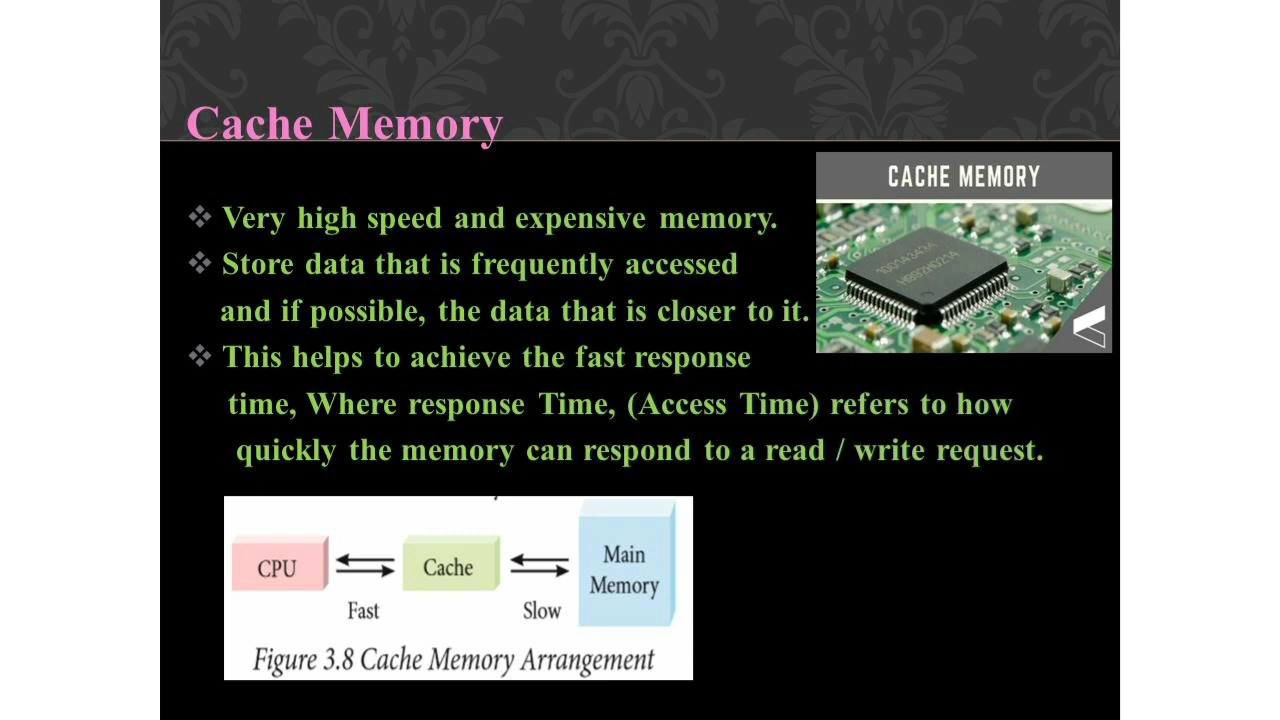 Cache Memory
CACHE MEMORY
❖ Very high speed and expensive memory.
❖ Store data that is frequently accessed
and if possible, the data that is closer to it.
❖ This helps to achieve the fast response
time, Where response Time, (Access Time) refers to how
quickly the memory can respond to a read / write request.
CPU
Cache
Main
Memory
Fast
Slow
Figure 3.8 Cache Memory Arrangement